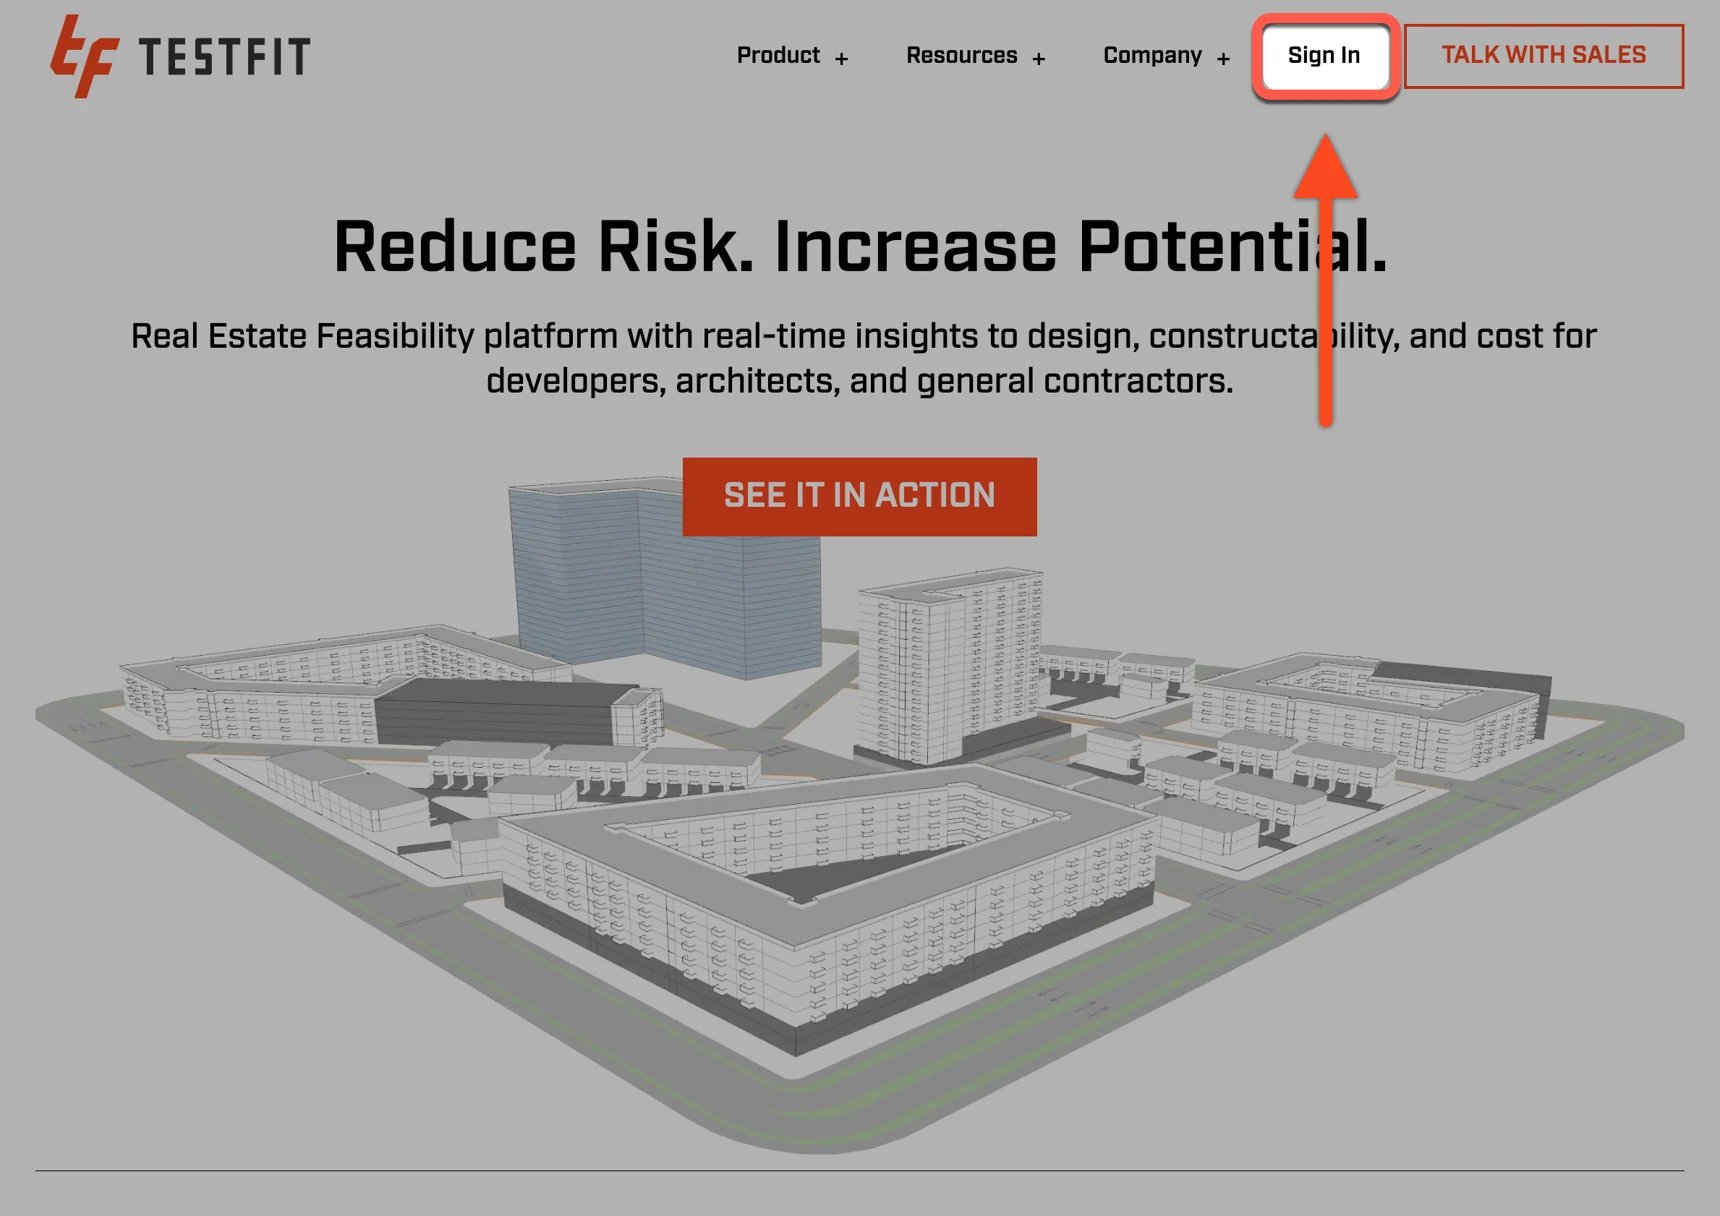 TESTFIT
Product +
Resources +
Company +
Sign In
TALK WITH SALES
Reduce Risk. Increase Potential.
Real Estate Feasibility platform with real-time insights to design, constructability, and cost for
developers, architects, and general contractors.
SEE IT IN ACTION